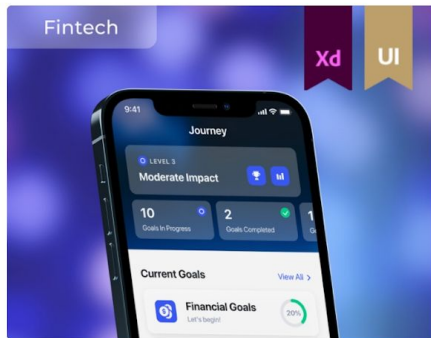 Fintech
Xd
UI
9:41
Journey
LEVEL 3
Moderate Impact
10
Goals In Progress
2
Goals Completed
1
Current Goals
View All >
Financial Goals
Let's begin!
20%